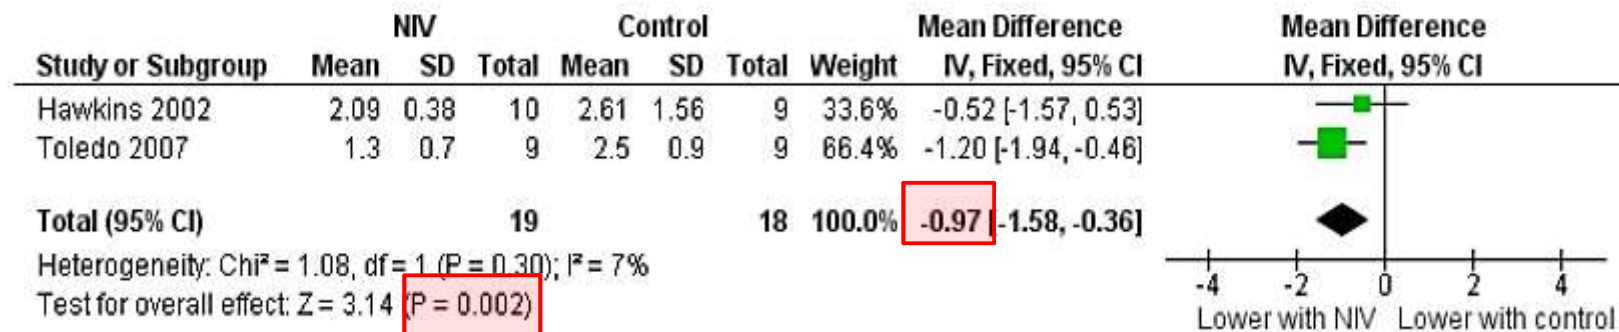 NIV Control Mean Difference Mean Difference
Study or Subgroup Mean SD Total Mean SD Total Weight IV, Fixed, 95% CI IV, Fixed, 95% CI
Hawkins 2002 2.09 0.38 10 2.61 1.56 9 33.6% -0.52 [-1.57, 0.53]
Toledo 2007 1.3 0.7 9 2.5 0.9 9 66.4% -1.20 [-1.94, -0.46]
Total (95% CI) 19 18 100.0% -0.97 [-1.58, -0.36]
Heterogeneity: Chi² = 1.08, df = 1 (P = 0.30); I² = 7%
Test for overall effect: Z = 3.14 (P = 0.002)
-4 -2 0 2 4
Lower with NIV Lower with control